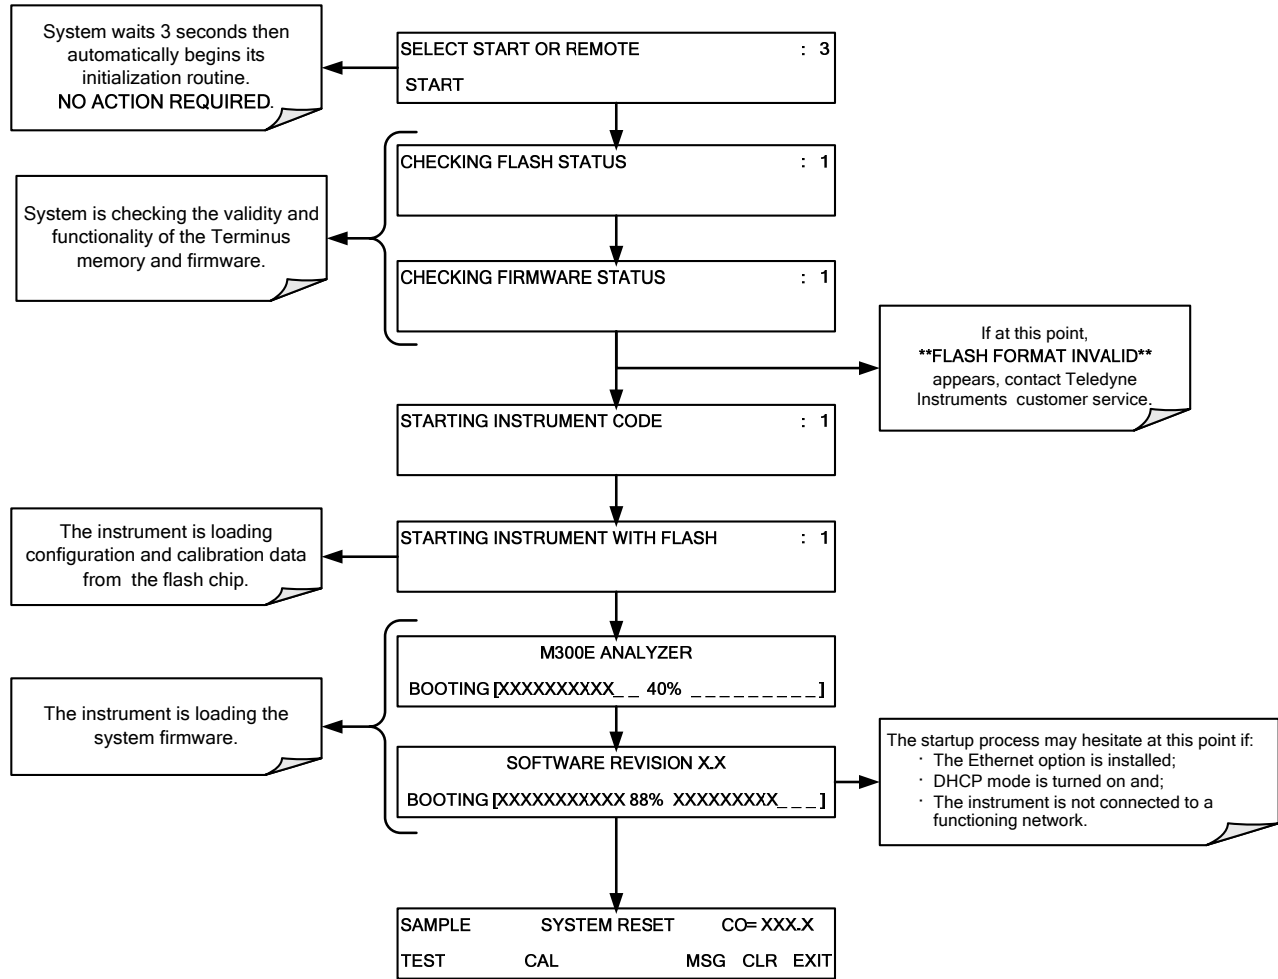 System waits 3 seconds then
automatically begins its
initialization routine.
NO ACTION REQUIRED.
SELECT START OR REMOTE : 3
START
CHECKING FLASH STATUS : 1
System is checking the validity and
functionality of the Terminus
memory and firmware.
CHECKING FIRMWARE STATUS : 1
If at this point,
**FLASH FORMAT INVALID**
appears, contact Teledyne
Instruments customer service.
STARTING INSTRUMENT CODE : 1
The instrument is loading
configuration and calibration data
from the flash chip.
STARTING INSTRUMENT WITH FLASH : 1
M300E ANALYZER
BOOTING [XXXXXXXXXX_ _ 40% _ _ _ _ _ _ _ _ _]
The instrument is loading the
system firmware.
SOFTWARE REVISION X.X
BOOTING [XXXXXXXXXXX 88% XXXXXXXXX_ _ _]
The startup process may hesitate at this point if:
· The Ethernet option is installed;
· DHCP mode is turned on and;
· The instrument is not connected to a
functioning network.
SAMPLE SYSTEM RESET CO= XXX.X
TEST CAL MSG CLR EXIT